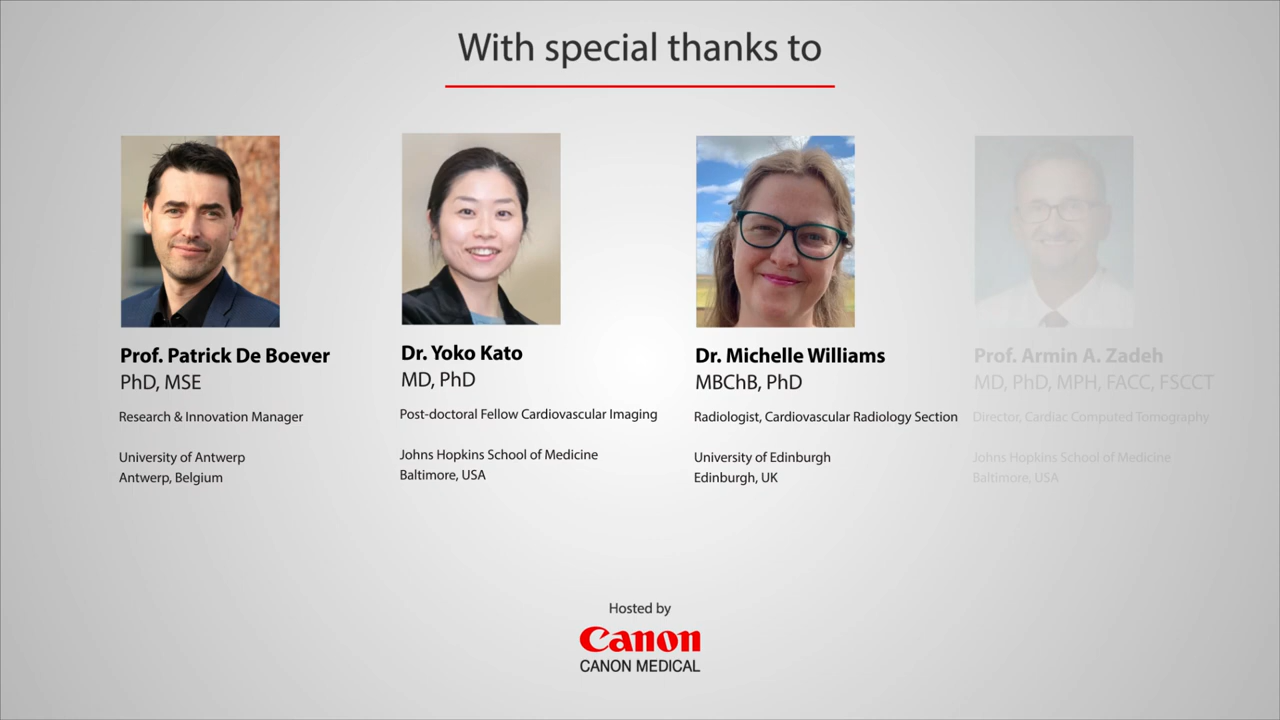 With special thanks to
Prof. Patrick De Boever
PhD, MSE
Research & Innovation Manager
University of Antwerp
Antwerp, Belgium
Dr. Yoko Kato
MD, PhD
Post-doctoral Fellow Cardiovascular Imaging
Johns Hopkins School of Medicine
Baltimore, USA
Dr. Michelle Williams
MBChB, PhD
Radiologist, Cardiovascular Radiology Section
University of Edinburgh
Edinburgh, UK
Prof. Armin A. Zadeh
MD, PhD, MPH, FACC, FSCCT
Director, Cardiac Computed Tomography
Johns Hopkins School of Medicine
Baltimore, USA
Hosted by
Canon
CANON MEDICAL